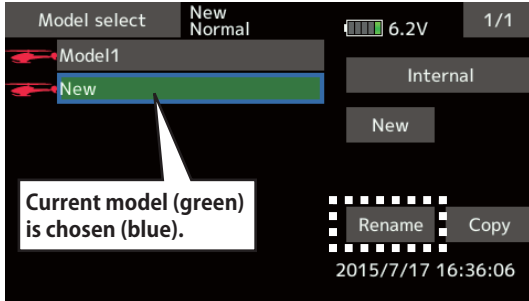 Model select
New
Normal
6.2V
1/1
Model1
Internal
New
New
Current model (green)
is chosen (blue).
Rename
Copy
2015/7/17 16:36:06